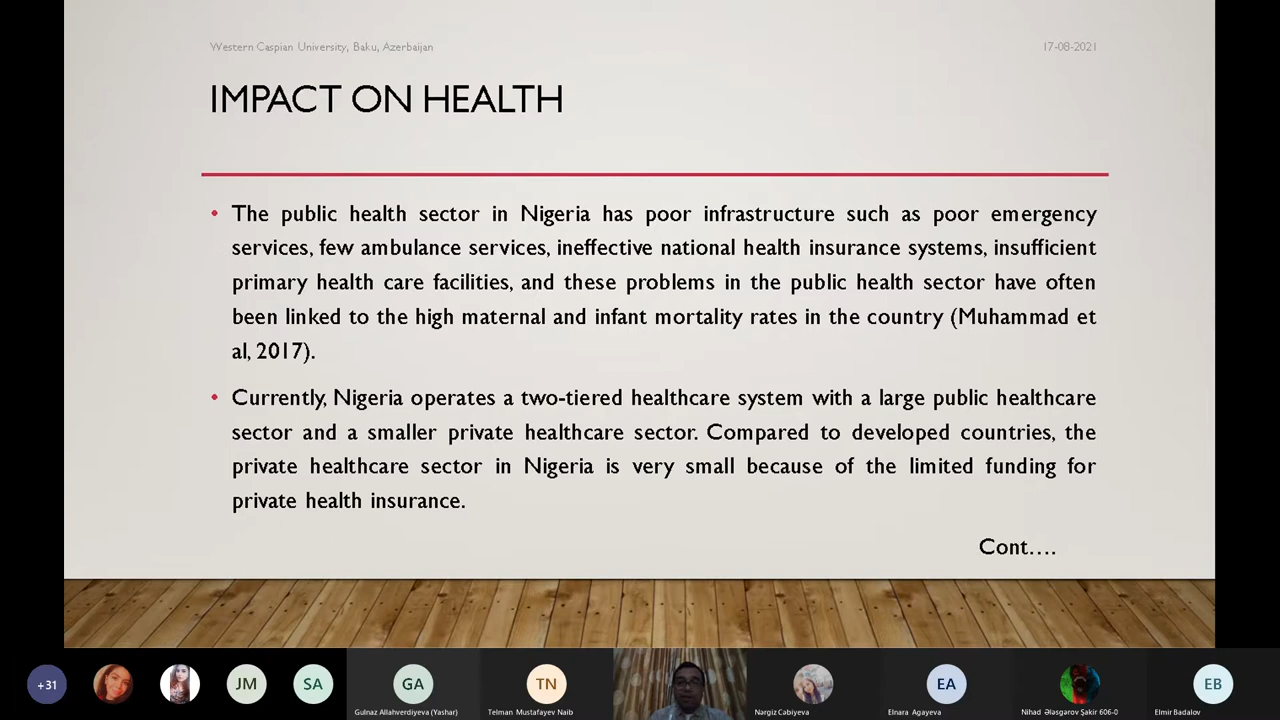 Western Caspian University, Baku, Azerbaijan
17-08-2021
IMPACT ON HEALTH
• The public health sector in Nigeria has poor infrastructure such as poor emergency
services, few ambulance services, ineffective national health insurance systems, insufficient
primary health care facilities, and these problems in the public health sector have often
been linked to the high maternal and infant mortality rates in the country (Muhammad et
al, 2017).
• Currently, Nigeria operates a two-tiered healthcare system with a large public healthcare
sector and a smaller private healthcare sector. Compared to developed countries, the
private healthcare sector in Nigeria is very small because of the limited funding for
private health insurance.
Cont....
+31
JM
SA
GA
TN
EA
EB
Gulnaz Allahverdiyeva (Yashar)
Telman Mustafayev Naib
Nərgiz Cəbiyeva
Elnara Agayeva
Nihad Ələsgərov Şakir 606-0
Elmir Badalov